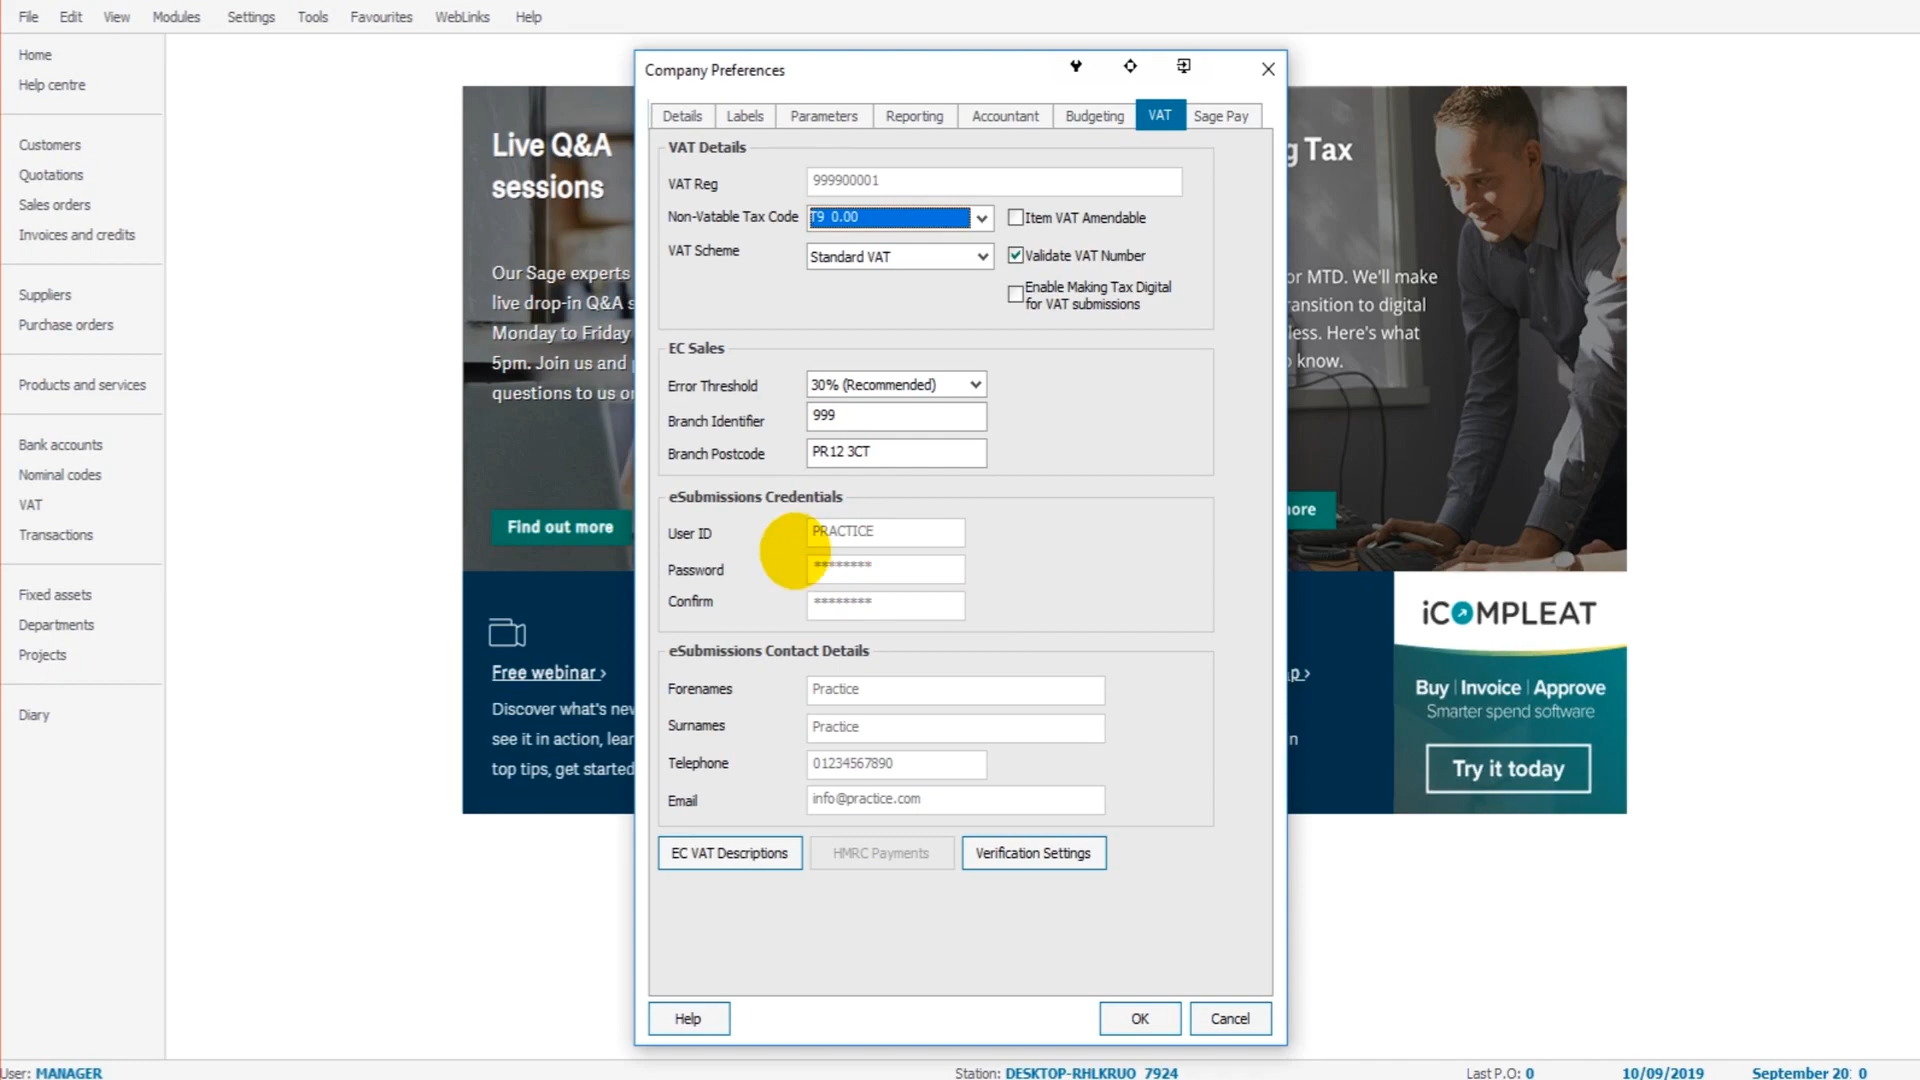 File Edit View Modules Settings Tools Favourites WebLinks Help
Home
Help centre
Customers
Quotations
Sales orders
Invoices and credits
Suppliers
Purchase orders
Products and services
Bank accounts
Nominal codes
VAT
Transactions
Fixed assets
Departments
Projects
Diary
Live Q&A
sessions
Our Sage experts
live drop-in Q&A s
Monday to Friday
5pm. Join us and
questions to us or
Find out more
Free webinar ›
Discover what's new
see it in action, lear
top tips, get started
Company Preferences
Details Labels Parameters Reporting Accountant Budgeting VAT Sage Pay
VAT Details
VAT Reg 999900001
Non-Vatable Tax Code T9 0.00 Item VAT Amendable
VAT Scheme Standard VAT Validate VAT Number
Enable Making Tax Digital
for VAT submissions
EC Sales
Error Threshold 30% (Recommended)
Branch Identifier 999
Branch Postcode PR12 3CT
eSubmissions Credentials
User ID PRACTICE
Password ********
Confirm ********
eSubmissions Contact Details
Forenames Practice
Surnames Practice
Telephone 01234567890
Email info@practice.com
EC VAT Descriptions HMRC Payments Verification Settings
Help OK Cancel
g Tax
or MTD. We'll make
ransition to digital
less. Here's what
know.
ore
p ›
n
iCOMPLEAT
Buy | Invoice | Approve
Smarter spend software
Try it today
User: MANAGER Station: DESKTOP-RHLKRUO_7924 Last P.O: 0 10/09/2019 September 20 0